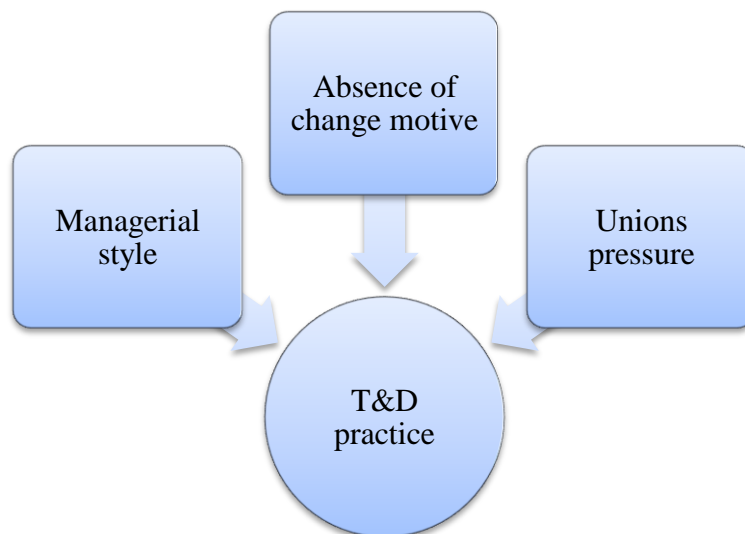 Absence of
change motive
Managerial
style
Unions
pressure
T&D
practice